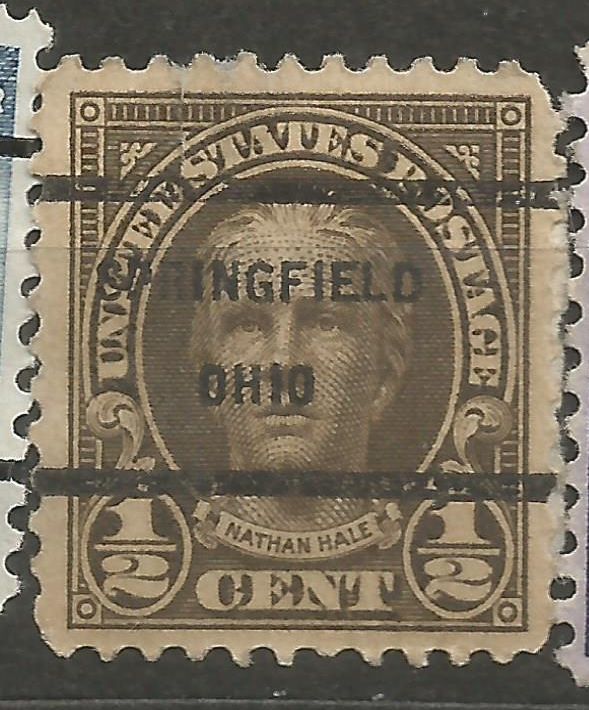 UNITED STATES POSTAGE
SPRINGFIELD
OHIO
NATHAN HALE
1/2 1/2
CENT